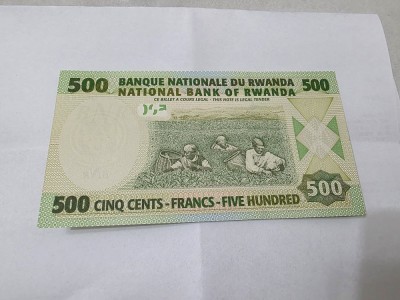 500 BANQUE NATIONALE DU RWANDA 500
NATIONAL BANK OF RWANDA
CE BILLET A COURS LEGAL - THIS NOTE IS LEGAL TENDER
500
500 CINQ CENTS - FRANCS - FIVE HUNDRED